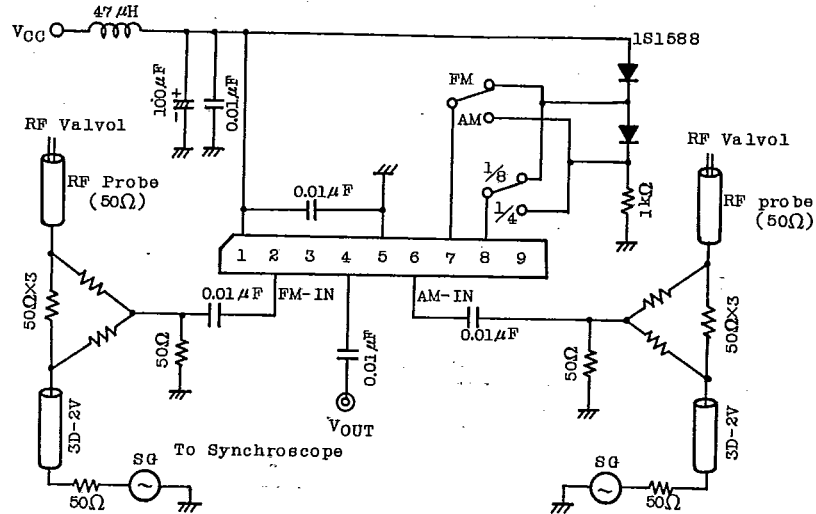 47μH
VCC
1S1588
100μF
+
-
0.01μF
FM
AM
RF Valvol
RF Probe
(50Ω)
RF Valvol
RF probe
(50Ω)
1/8
1/4
1kΩ
0.01μF
1 2 3 4 5 6 7 8 9
50Ω×3
0.01μF
FM-IN
AM-IN
0.01μF
50Ω×3
50Ω
0.01μF
50Ω
VOUT
3D-2V
To Synchroscope
3D-2V
SG
50Ω
SG
50Ω